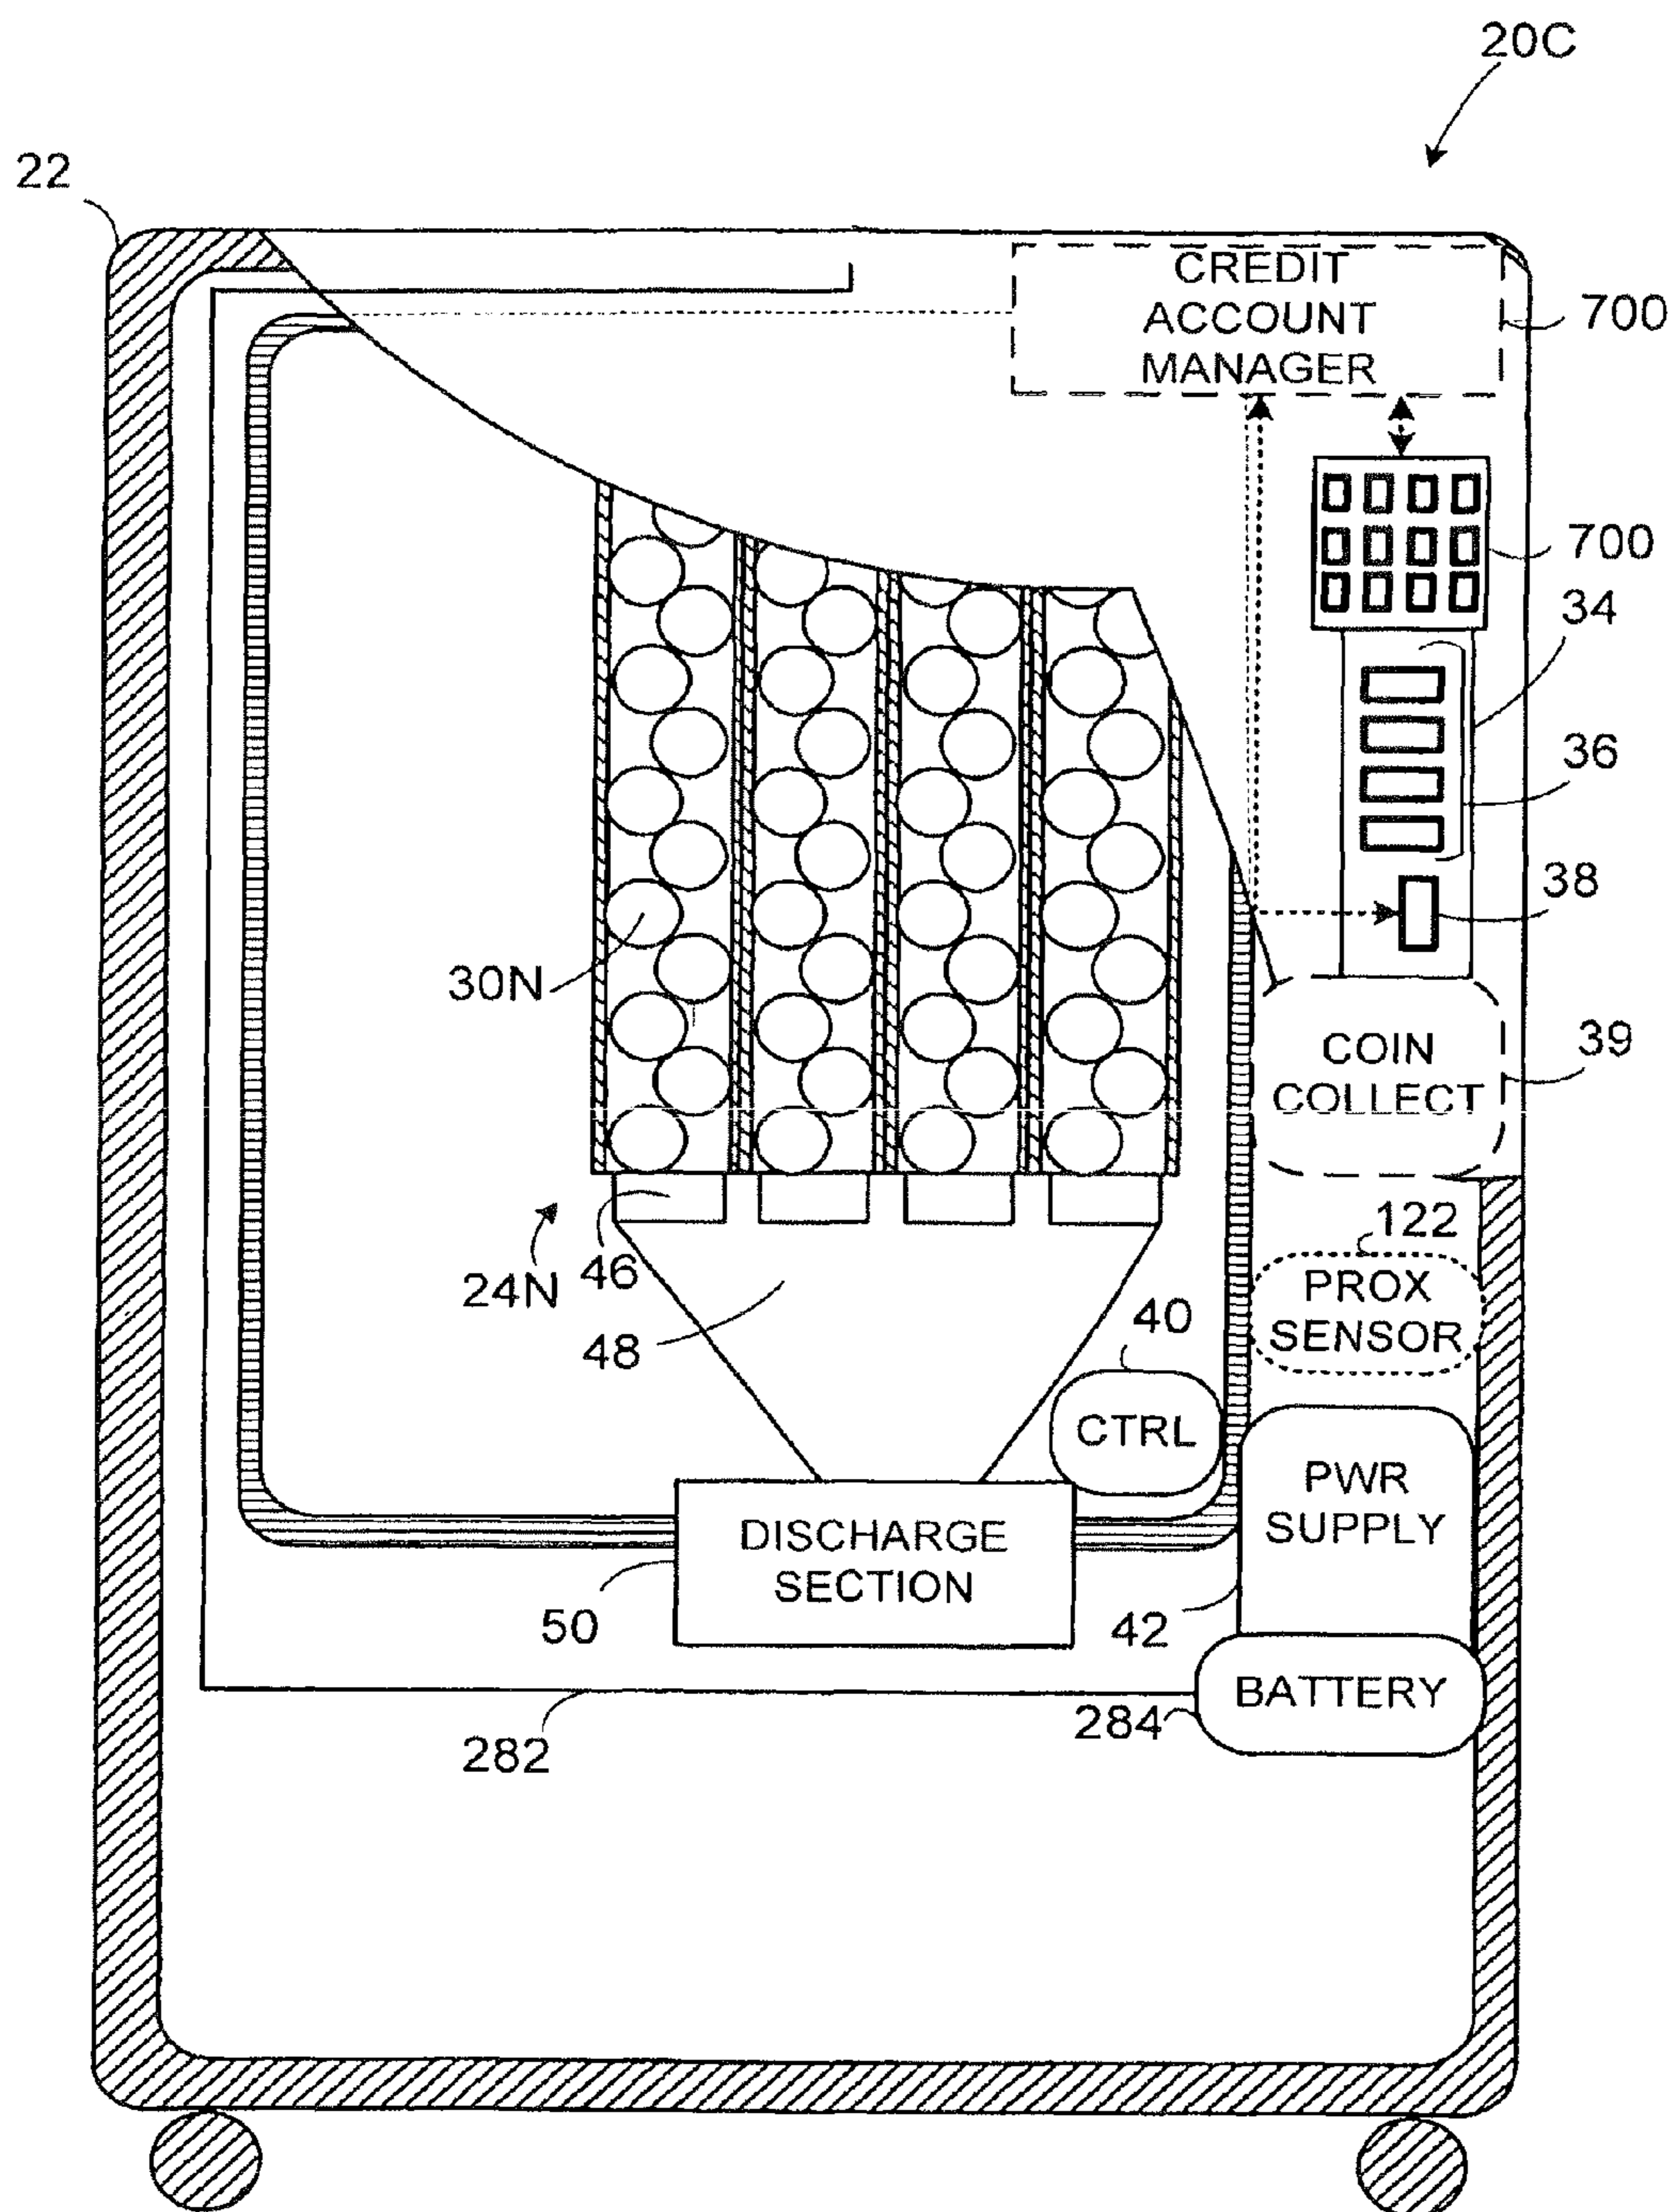 20C
22
CREDIT
ACCOUNT
MANAGER
700
700
34
36
38
30N
COIN
COLLECT
39
122
PROX
SENSOR
24N
46
48
40
CTRL
PWR
SUPPLY
DISCHARGE
SECTION
50
42
BATTERY
284
282